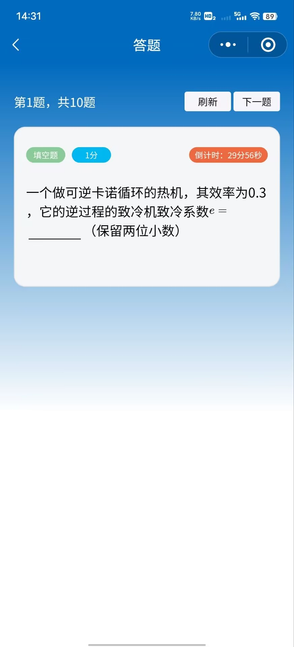 14:31
7.80 KB/s HD 2 5G 89
答题
第1题，共10题
刷新
下一题
填空题
1分
倒计时：29分56秒
一个做可逆卡诺循环的热机，其效率为0.3
，它的逆过程的致冷机致冷系数e =
________ （保留两位小数）